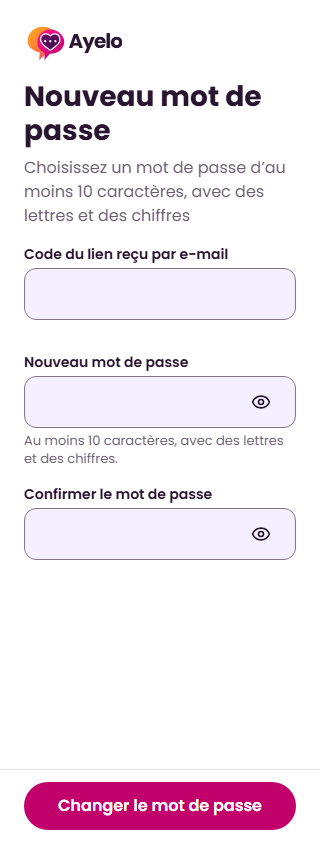 Ayelo
Nouveau mot de
passe
Choisissez un mot de passe d’au
moins 10 caractères, avec des
lettres et des chiffres
Code du lien reçu par e-mail
Nouveau mot de passe
Au moins 10 caractères, avec des lettres
et des chiffres.
Confirmer le mot de passe
Changer le mot de passe